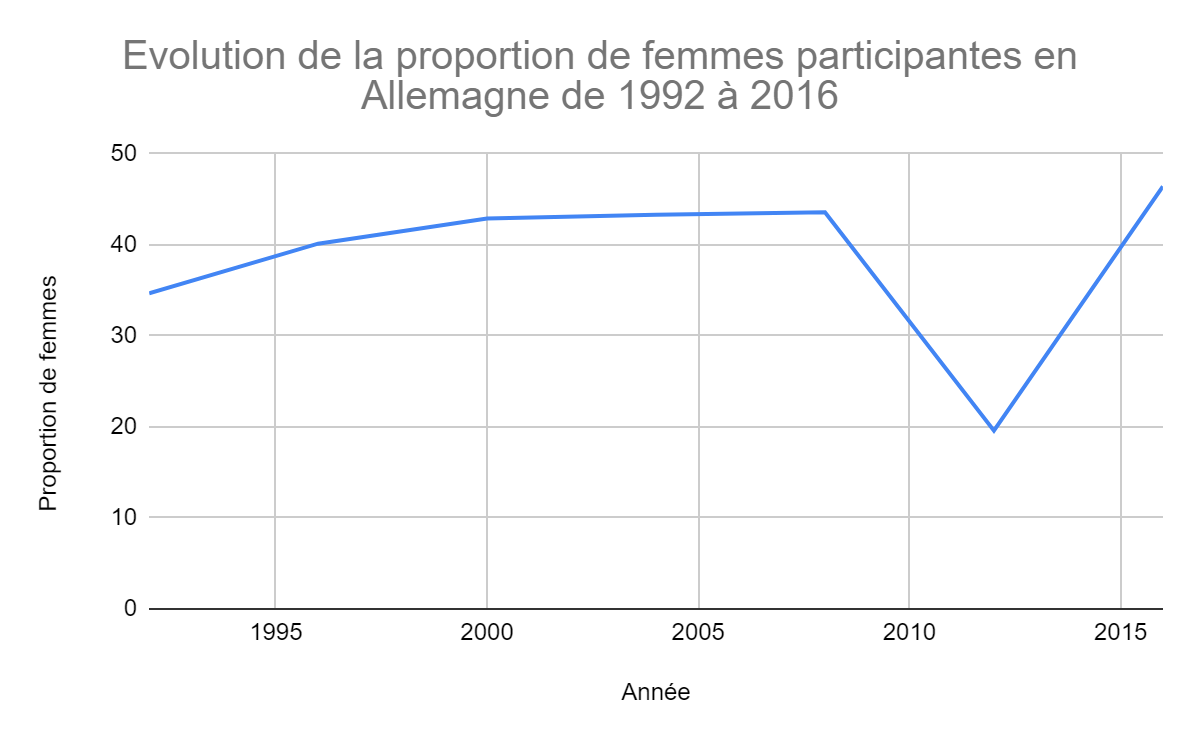 Evolution de la proportion de femmes participantes en
Allemagne de 1992 à 2016
50
40
30
20
10
0
Proportion de femmes
1995 2000 2005 2010 2015
Année